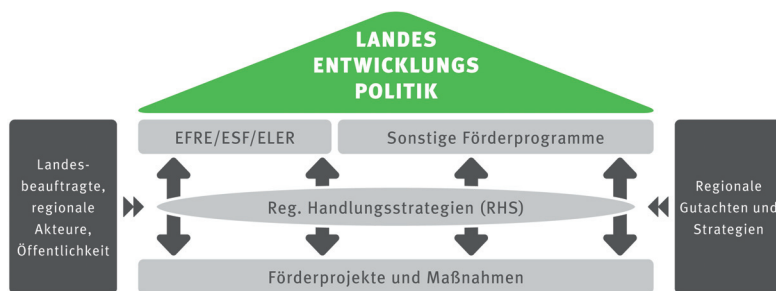 LANDES
ENTWICKLUNGS
POLITIK
EFRE/ESF/ELER
Sonstige Förderprogramme
Landes-
beauftragte,
regionale
Akteure,
Öffentlichkeit
Reg. Handlungsstrategien (RHS)
Regionale
Gutachten und
Strategien
Förderprojekte und Maßnahmen